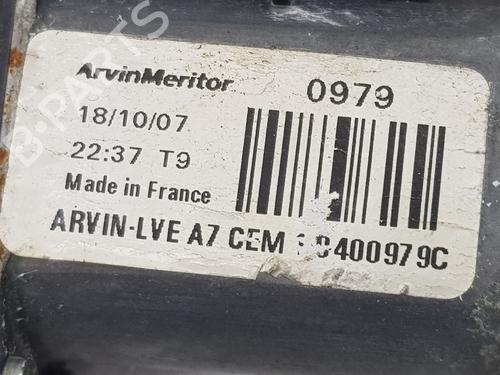 B-PARTS
ArvinMeritor
0979
18/10/07
22:37 T9
Made in France
ARVIN-LVE A7 CEM 400979C